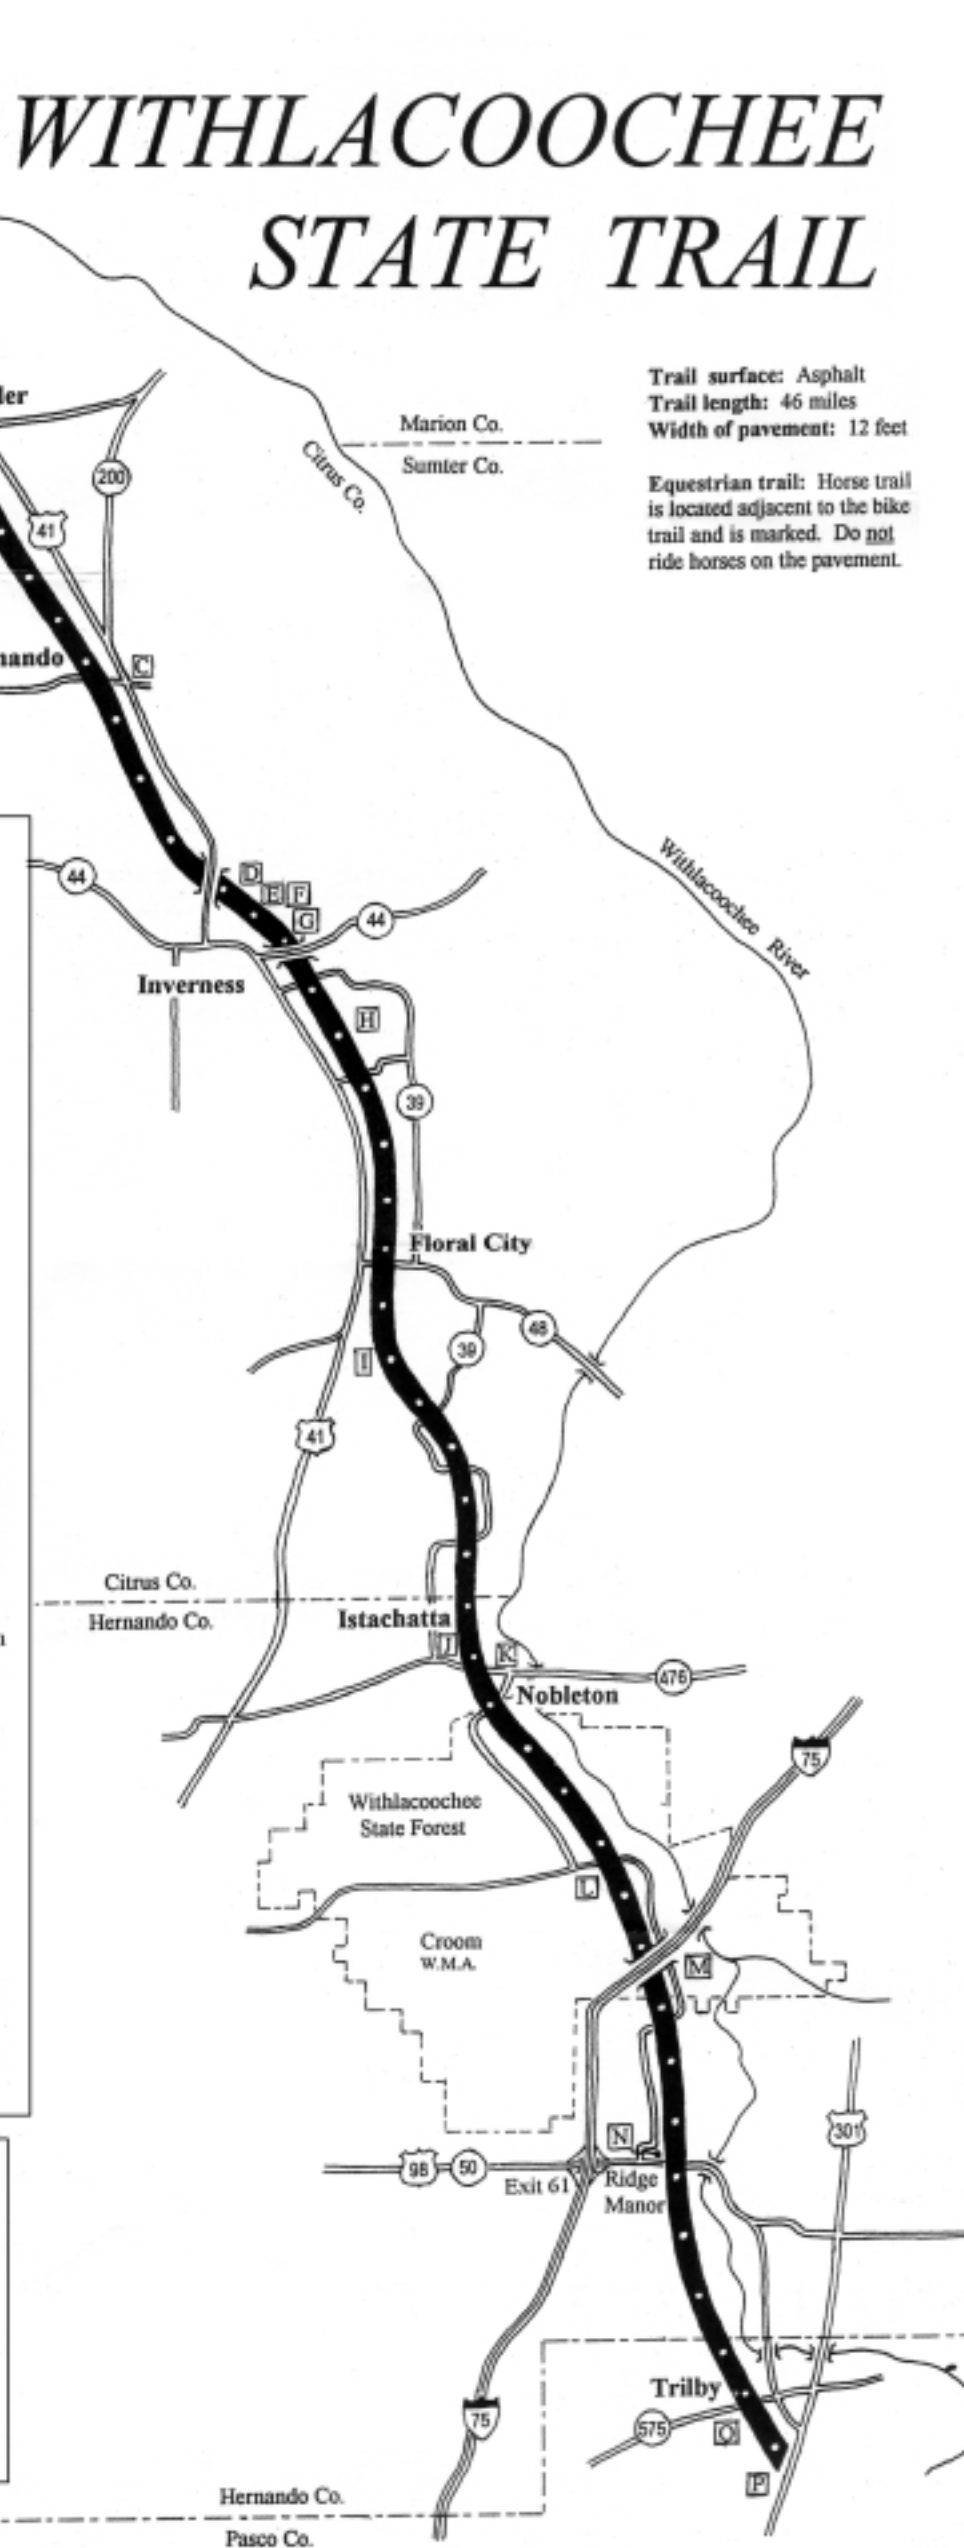 WITHLACOOCHEE
STATE TRAIL
Trail surface: Asphalt
Trail length: 46 miles
Width of pavement: 12 feet
Equestrian trail: Horse trail
is located adjacent to the bike
trail and is marked. Do not
ride horses on the pavement.
ler
Marion Co.
Sumter Co.
Citrus Co.
200
41
nando
C
Withlacoochee River
44
D
E F
G
44
Inverness
H
39
Floral City
48
39
I
41
Citrus Co.
Hernando Co.
Istachatta
J
K
476
Nobleton
75
Withlacoochee
State Forest
L
Croom
W.M.A.
M
301
N
98
50
Exit 61
Ridge
Manor
Trilby
575
O
75
P
Hernando Co.
Pasco Co.